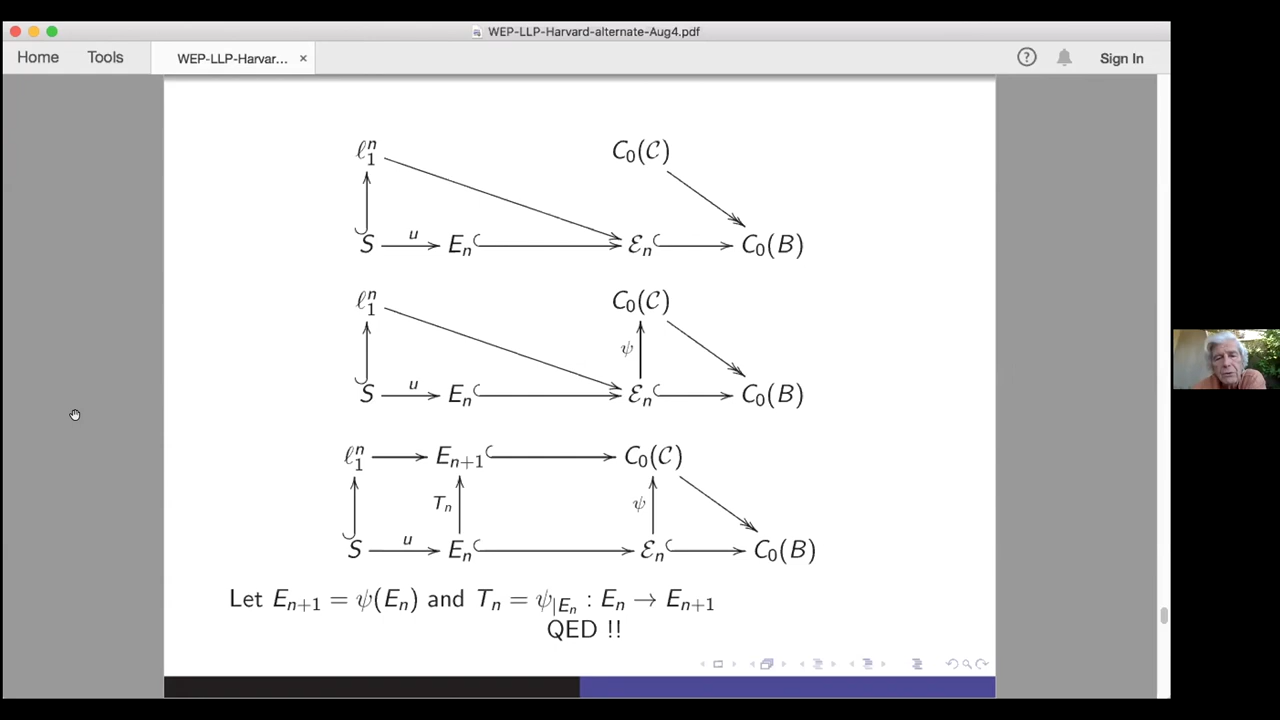 WEP-LLP-Harvard-alternate-Aug4.pdf
Home Tools WEP-LLP-Harvar... × ? Sign In
ℓ₁ⁿ C₀(𝒞)
S u Eₙ ℰₙ C₀(B)
ℓ₁ⁿ C₀(𝒞)
ψ
S u Eₙ ℰₙ C₀(B)
ℓ₁ⁿ Eₙ₊₁ C₀(𝒞)
Tₙ ψ
S u Eₙ ℰₙ C₀(B)
Let Eₙ₊₁ = ψ(Eₙ) and Tₙ = ψ|Eₙ : Eₙ → Eₙ₊₁
QED !!